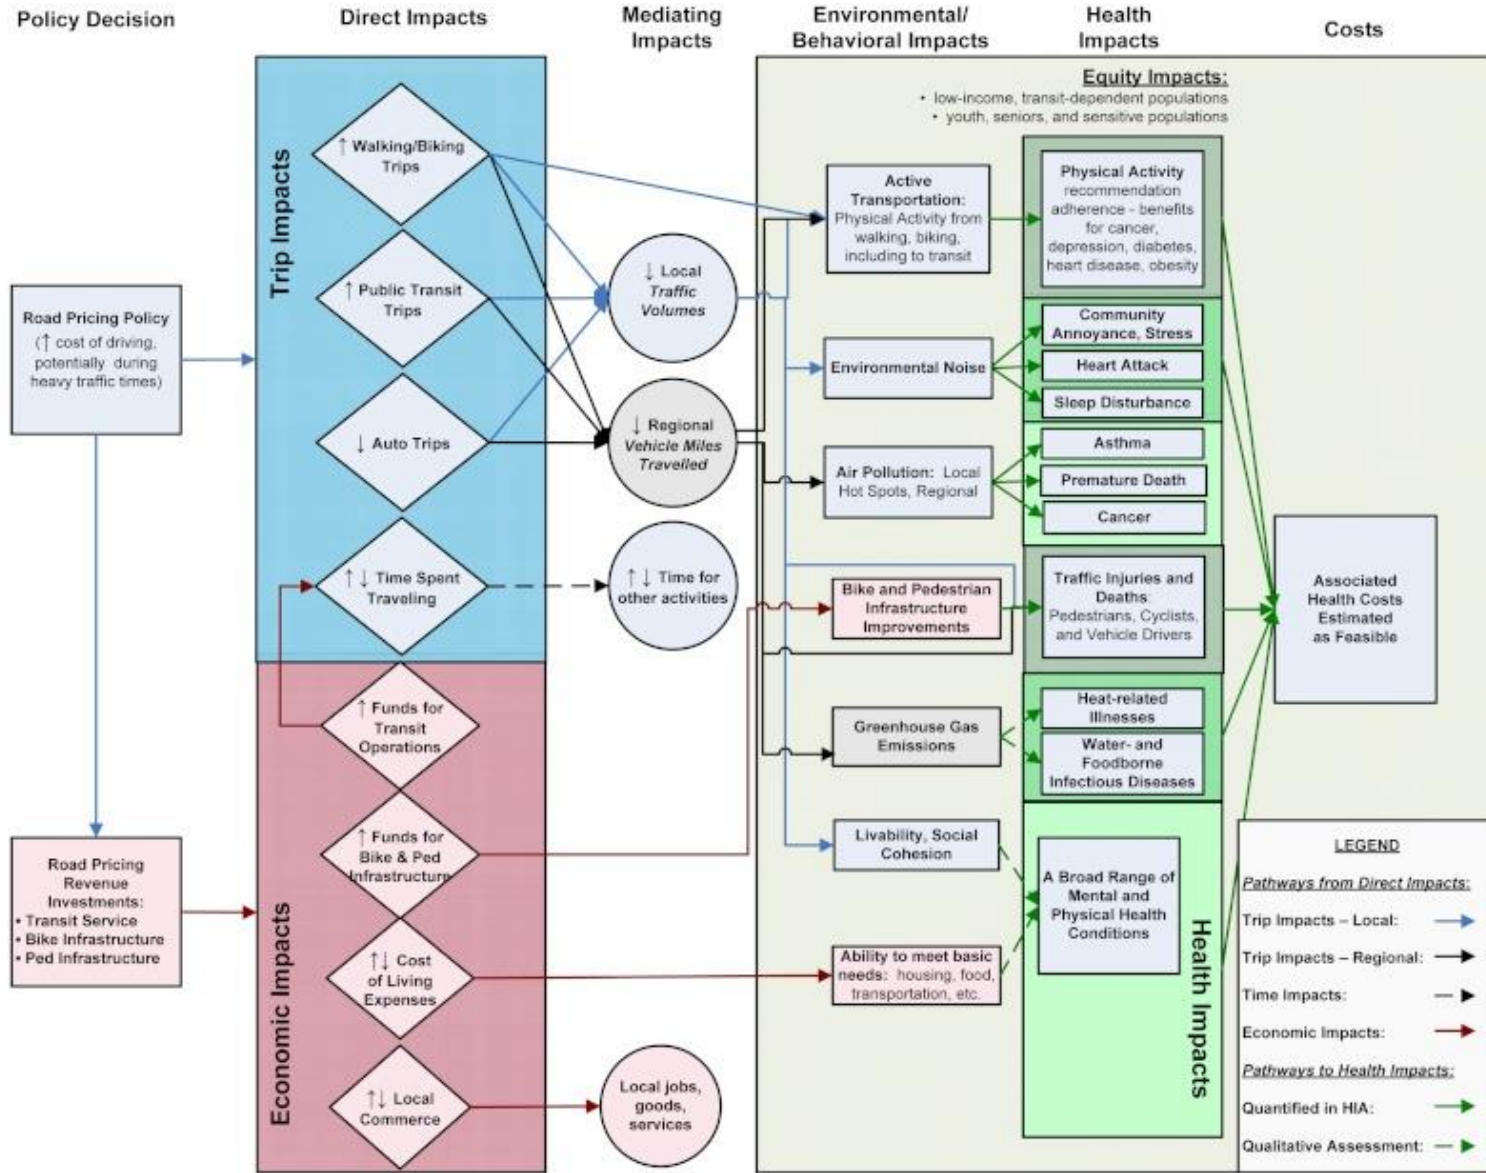 Policy Decision
Direct Impacts
Mediating
Impacts
Environmental/
Behavioral Impacts
Health
Impacts
Costs
Trip Impacts
Economic Impacts
Road Pricing Policy
(↑ cost of driving,
potentially during
heavy traffic times)
Road Pricing
Revenue
Investments:
• Transit Service
• Bike Infrastructure
• Ped Infrastructure
↑ Walking/Biking
Trips
↑ Public Transit
Trips
↓ Auto Trips
↑ ↓ Time Spent
Traveling
↑ Funds for
Transit
Operations
↑ Funds for
Bike & Ped
Infrastructure
↑↓ Cost
of Living
Expenses
↑↓ Local
Commerce
↓ Local
Traffic
Volumes
↓ Regional
Vehicle Miles
Travelled
↑ ↓ Time for
other activities
Local jobs,
goods,
services
Equity Impacts:
• low-income, transit-dependent populations
• youth, seniors, and sensitive populations
Active
Transportation:
Physical Activity from
walking, biking,
including to transit
Environmental Noise
Air Pollution: Local
Hot Spots, Regional
Bike and Pedestrian
Infrastructure
Improvements
Greenhouse Gas
Emissions
Livability, Social
Cohesion
Ability to meet basic
needs: housing, food,
transportation, etc.
Physical Activity
recommendation
adherence - benefits
for cancer,
depression, diabetes,
heart disease, obesity
Community
Annoyance, Stress
Heart Attack
Sleep Disturbance
Asthma
Premature Death
Cancer
Traffic Injuries and
Deaths:
Pedestrians, Cyclists,
and Vehicle Drivers
Heat-related
Illnesses
Water- and
Foodborne
Infectious Diseases
A Broad Range of
Mental and
Physical Health
Conditions
Health Impacts
Associated
Health Costs
Estimated
as Feasible
LEGEND
Pathways from Direct Impacts:
Trip Impacts – Local:
Trip Impacts – Regional:
Time Impacts:
Economic Impacts:
Pathways to Health Impacts:
Quantified in HIA:
Qualitative Assessment: